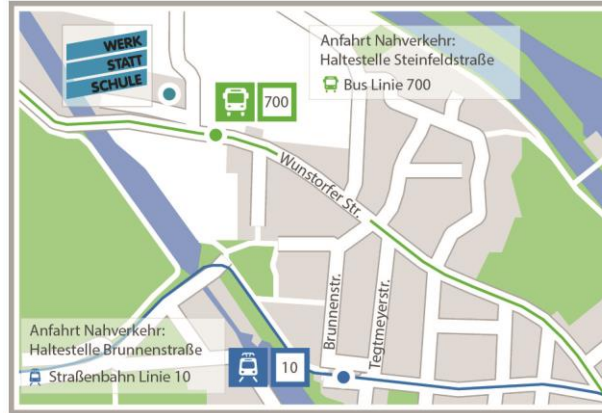 WERK
STATT
SCHULE
Anfahrt Nahverkehr:
Haltestelle Steinfeldstraße
Bus Linie 700
700
Wunstorfer Str.
Brunnenstr.
Tegtmeyerstr.
Anfahrt Nahverkehr:
Haltestelle Brunnenstraße
Straßenbahn Linie 10
10